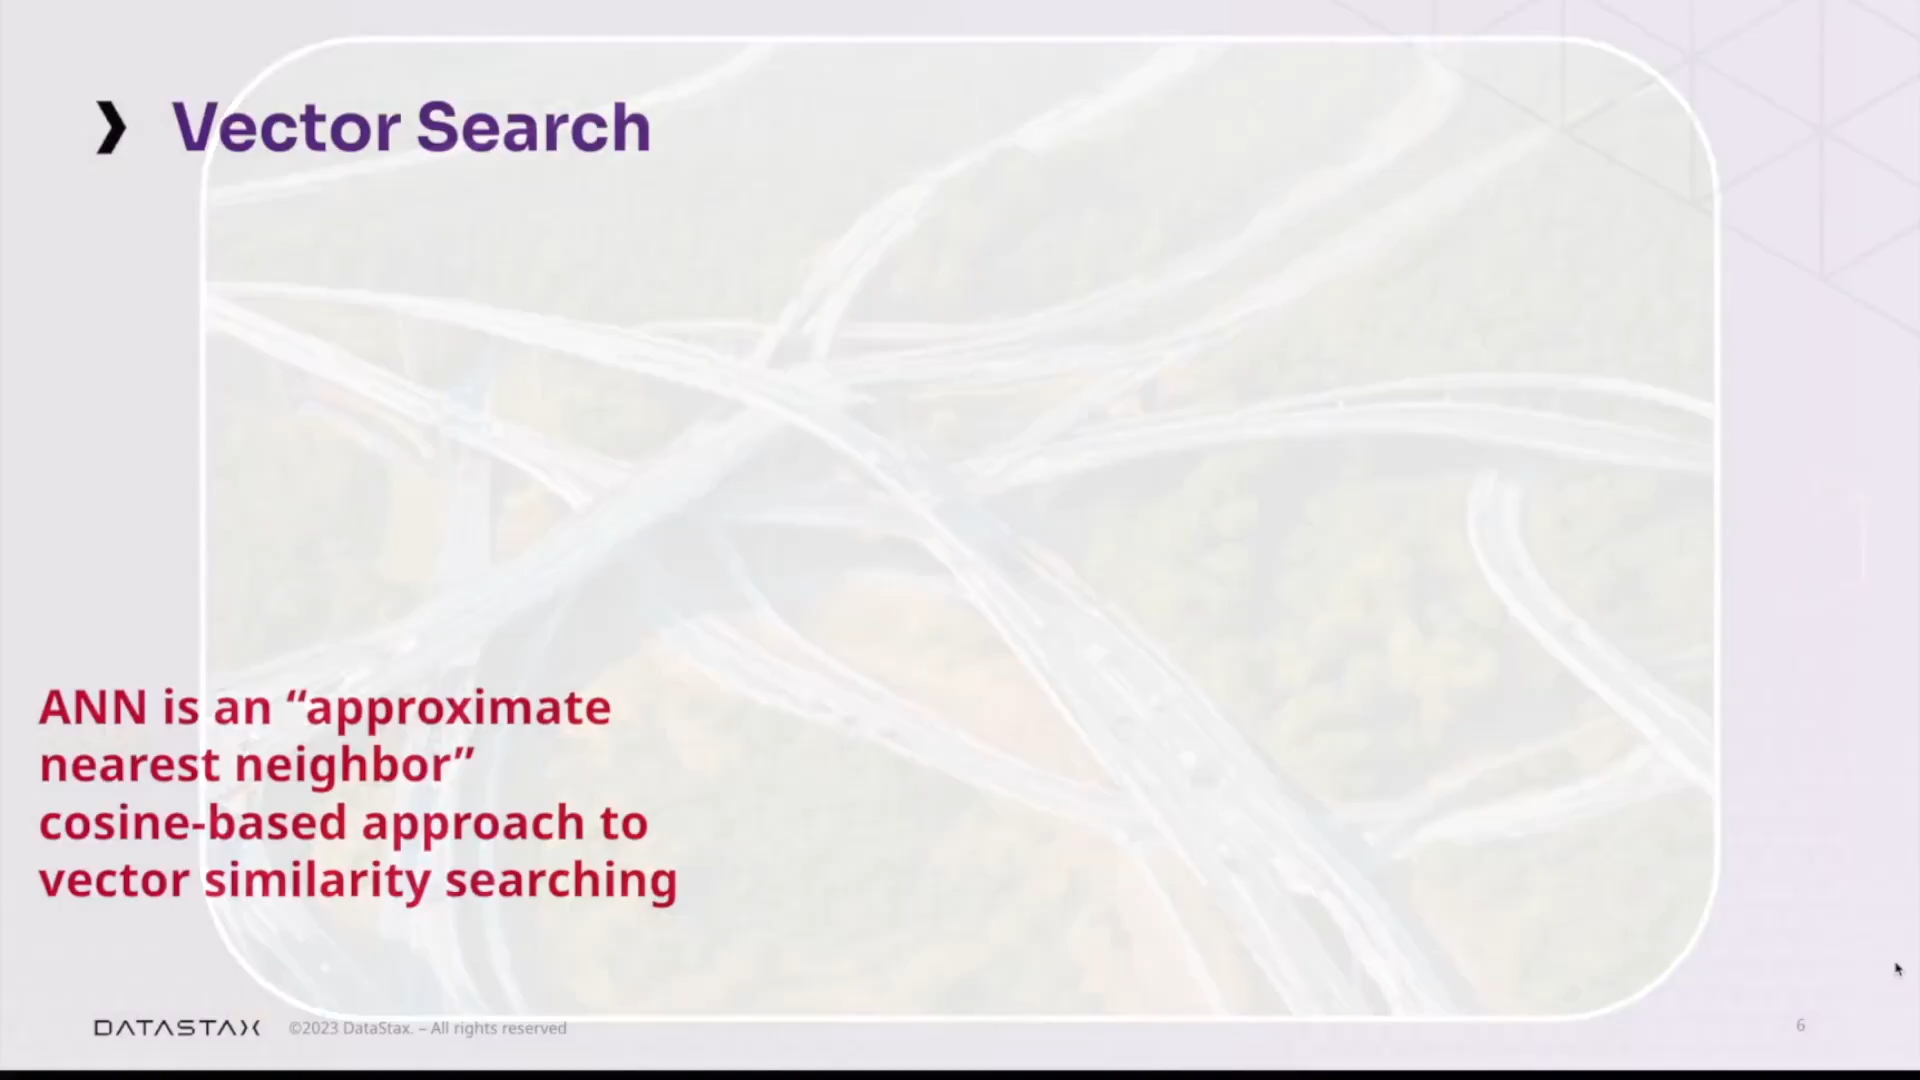 Vector Search
ANN is an “approximate
nearest neighbor”
cosine-based approach to
vector similarity searching
DATASTAX ©2023 DataStax. – All rights reserved
6